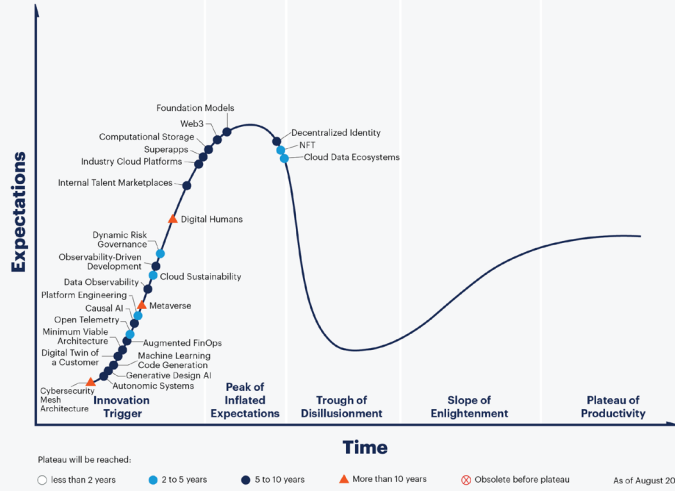 Expectations
Foundation Models
Web3
Computational Storage
Superapps
Industry Cloud Platforms
Internal Talent Marketplaces
Decentralized Identity
NFT
Cloud Data Ecosystems
Digital Humans
Dynamic Risk
Governance
Observability-Driven
Development
Cloud Sustainability
Data Observability
Platform Engineering
Metaverse
Causal AI
Open Telemetry
Minimum Viable
Architecture
Augmented FinOps
Digital Twin of
a Customer
Machine Learning
Code Generation
Generative Design AI
Autonomic Systems
Cybersecurity
Mesh
Architecture
Innovation
Trigger
Peak of
Inflated
Expectations
Trough of
Disillusionment
Slope of
Enlightenment
Plateau of
Productivity
Time
Plateau will be reached:
less than 2 years
2 to 5 years
5 to 10 years
More than 10 years
Obsolete before plateau
As of August 20